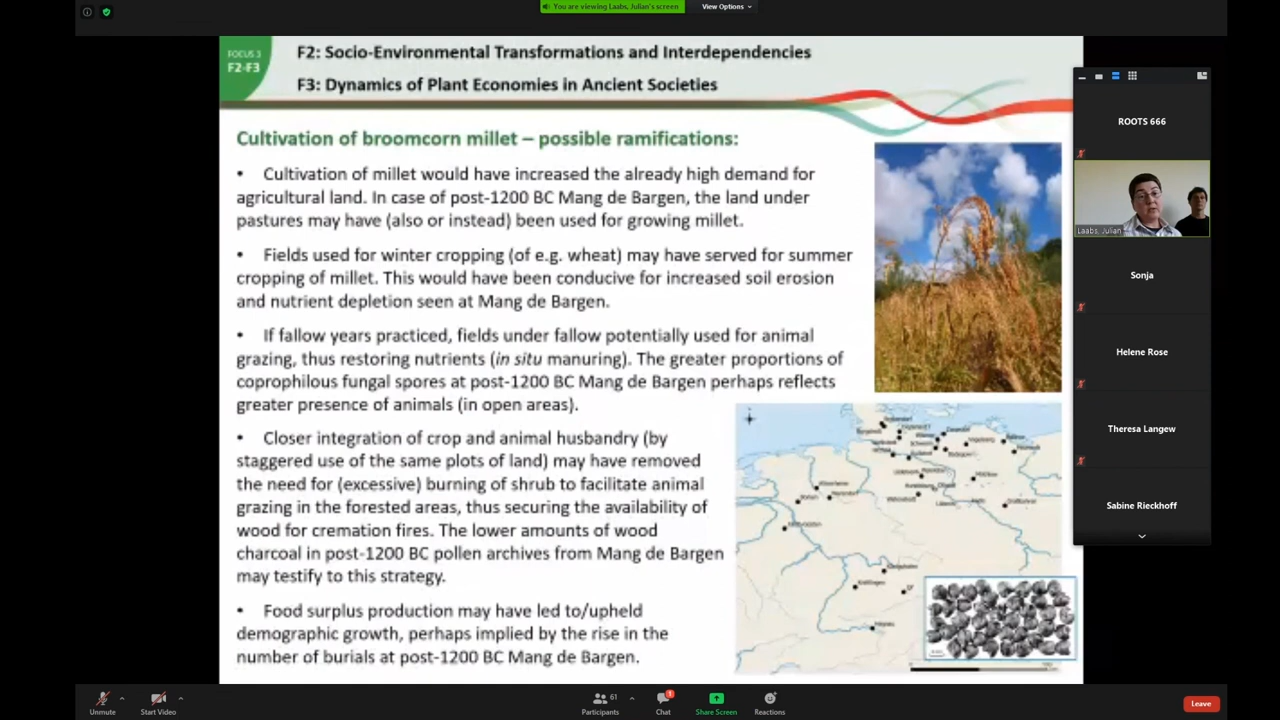 You are viewing Laabs, Julian's screen
View Options
FOCUS 3
F2-F3
F2: Socio-Environmental Transformations and Interdependencies
F3: Dynamics of Plant Economies in Ancient Societies
Cultivation of broomcorn millet – possible ramifications:
• Cultivation of millet would have increased the already high demand for
agricultural land. In case of post-1200 BC Mang de Bargen, the land under
pastures may have (also or instead) been used for growing millet.
• Fields used for winter cropping (of e.g. wheat) may have served for summer
cropping of millet. This would have been conducive for increased soil erosion
and nutrient depletion seen at Mang de Bargen.
• If fallow years practiced, fields under fallow potentially used for animal
grazing, thus restoring nutrients (in situ manuring). The greater proportions of
coprophilous fungal spores at post-1200 BC Mang de Bargen perhaps reflects
greater presence of animals (in open areas).
• Closer integration of crop and animal husbandry (by
staggered use of the same plots of land) may have removed
the need for (excessive) burning of shrub to facilitate animal
grazing in the forested areas, thus securing the availability of
wood for cremation fires. The lower amounts of wood
charcoal in post-1200 BC pollen archives from Mang de Bargen
may testify to this strategy.
• Food surplus production may have led to/upheld
demographic growth, perhaps implied by the rise in the
number of burials at post-1200 BC Mang de Bargen.
ROOTS 666
Laabs, Julian
Sonja
Helene Rose
Theresa Langew
Sabine Rieckhoff
Unmute
Start Video
61
Participants
1
Chat
Share Screen
Reactions
Leave